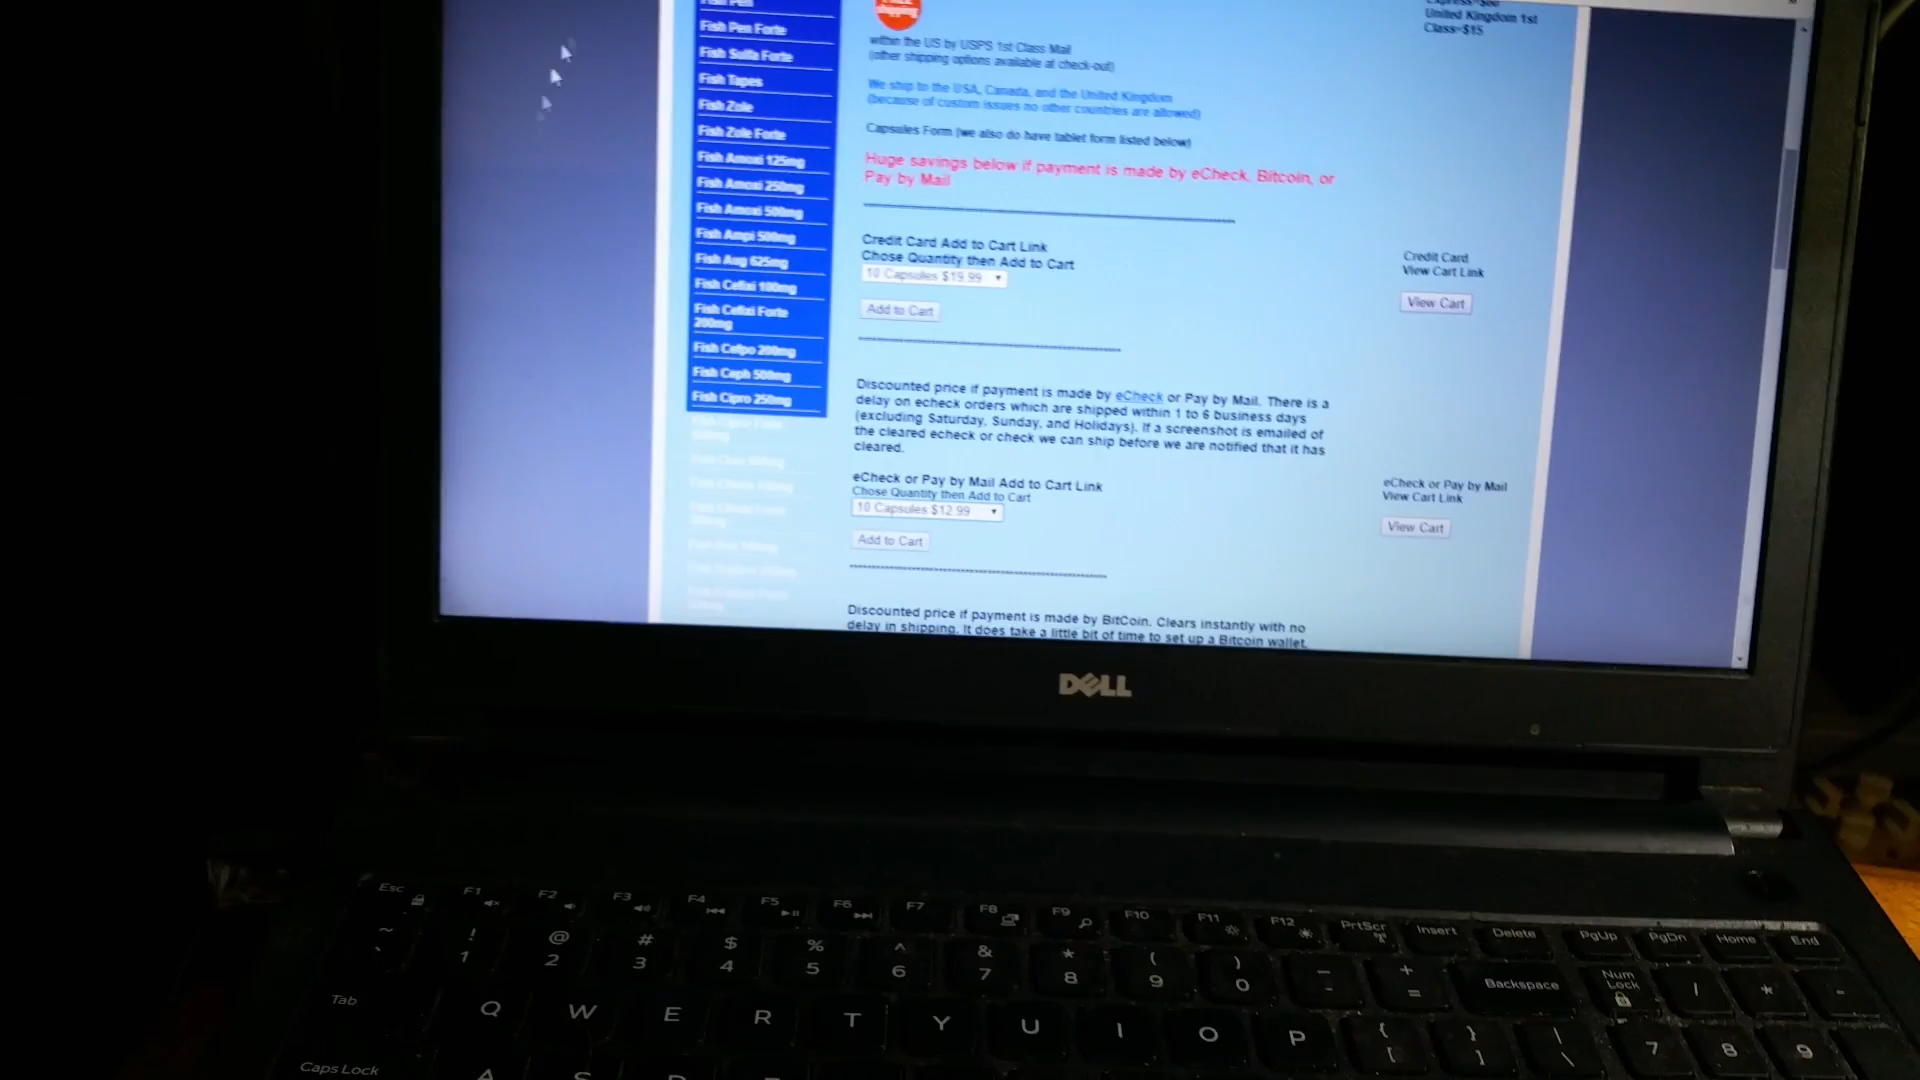 Fish Pen
Fish Pen Forte
Fish Sulfa Forte
Fish Tapes
Fish Zole
Fish Zole Forte
Fish Amoxi 125mg
Fish Amoxi 250mg
Fish Amoxi 500mg
Fish Ampi 500mg
Fish Aug 625mg
Fish Cefixi 100mg
Fish Cefixi Forte
200mg
Fish Cefpo 200mg
Fish Ceph 500mg
Fish Cipro 250mg
shipping
within the US by USPS 1st Class Mail
(other shipping options available at check-out)
We ship to the USA, Canada, and the United Kingdom
(because of custom issues no other countries are allowed)
Capsules Form (we also do have tablet form listed below)
Huge savings below if payment is made by eCheck, Bitcoin, or
Pay by Mail
United Kingdom 1st
Class=$15
Credit Card Add to Cart Link
Chose Quantity then Add to Cart
10 Capsules $19.99
Add to Cart
Credit Card
View Cart Link
View Cart
Discounted price if payment is made by eCheck or Pay by Mail. There is a
delay on echeck orders which are shipped within 1 to 6 business days
(excluding Saturday, Sunday, and Holidays). If a screenshot is emailed of
the cleared echeck or check we can ship before we are notified that it has
cleared.
eCheck or Pay by Mail Add to Cart Link
Chose Quantity then Add to Cart
10 Capsules $12.99
Add to Cart
eCheck or Pay by Mail
View Cart Link
View Cart
Discounted price if payment is made by BitCoin. Clears instantly with no
delay in shipping. It does take a little bit of time to set up a Bitcoin wallet.
DELL
Esc F1 F2 F3 F4 F5 F6 F7 F8 F9 F10 F11 F12 PrtScr Insert Delete PgUp PgDn Home End
~ ! @ # $ % ^ & * ( ) _ +
` 1 2 3 4 5 6 7 8 9 0 - = Backspace Num Lock / * -
Tab Q W E R T Y U I O P { [ } ] | \ 7 8 9
Caps Lock A S